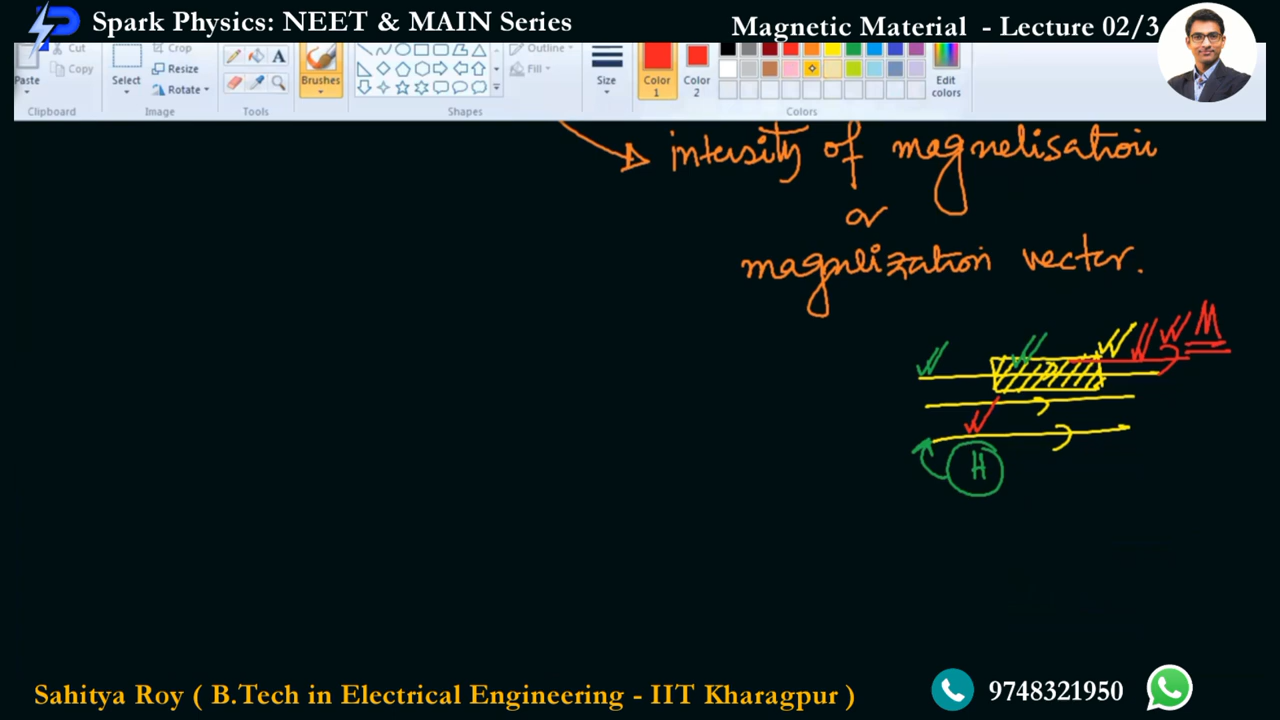 Spark Physics: NEET & MAIN Series
Magnetic Material - Lecture 02/3
Paste
Cut
Copy
Clipboard
Select
Crop
Resize
Rotate
Image
A
Tools
Brushes
Outline
Fill
Shapes
Size
Color 1
Color 2
Edit colors
Colors
intensity of magnetisation
or
magnetization vector.
M
H
Sahitya Roy ( B.Tech in Electrical Engineering - IIT Kharagpur )
9748321950